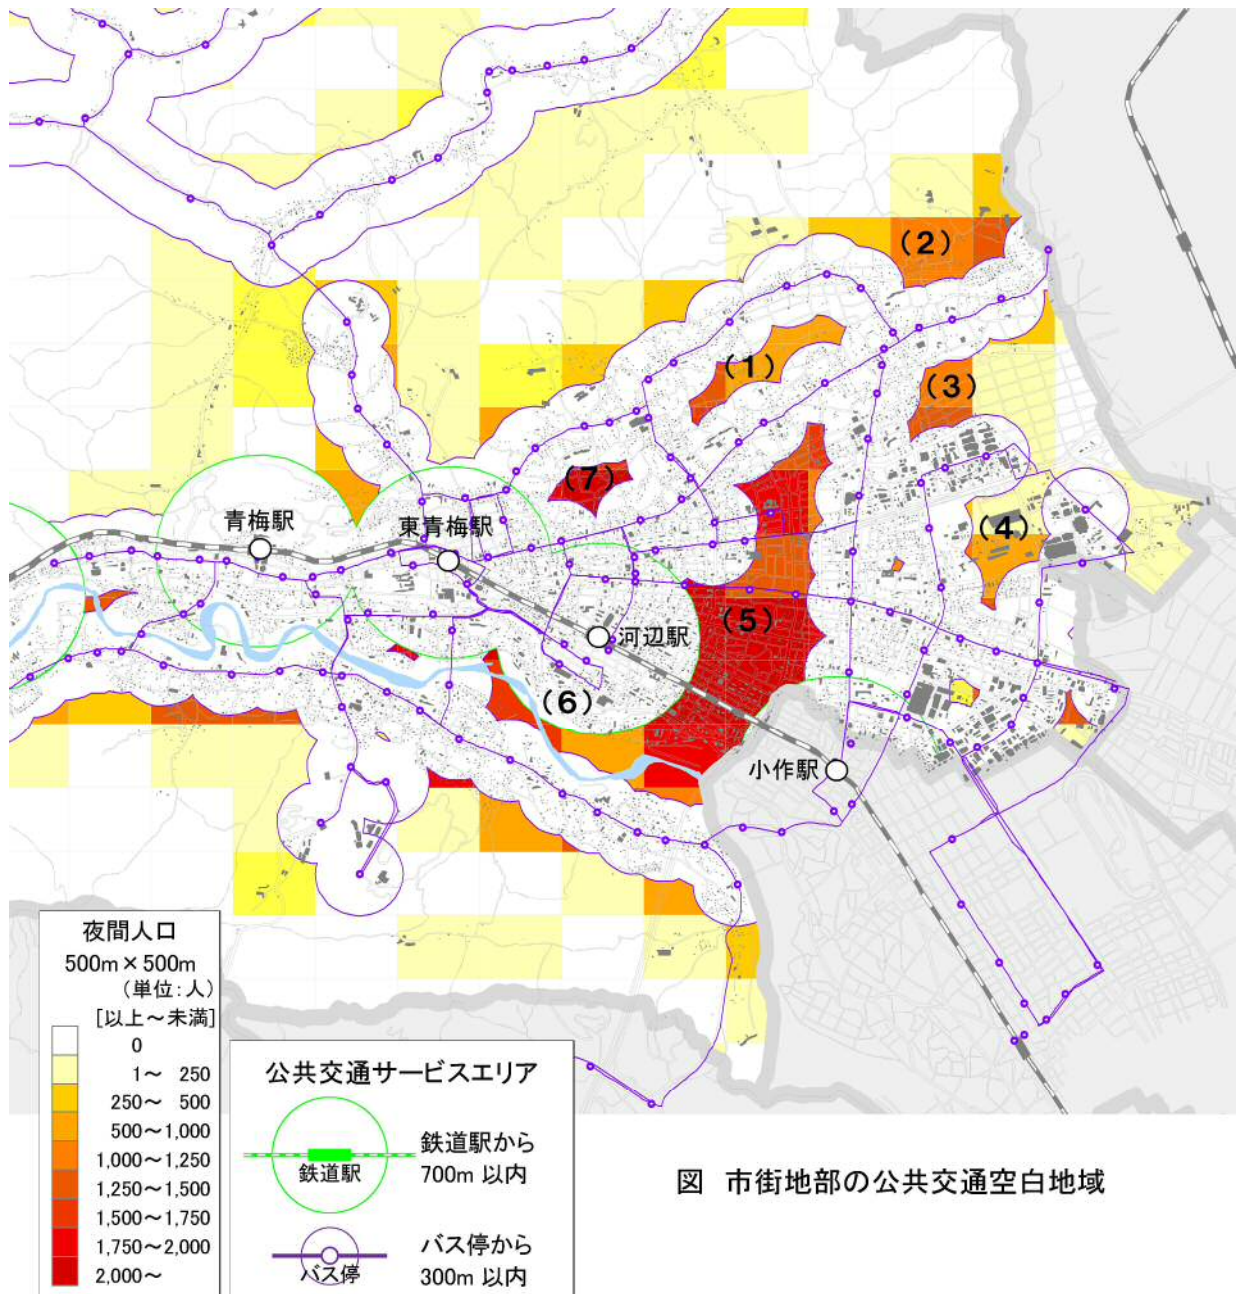 (2)
(1)
(3)
(7)
青梅駅
東青梅駅
(4)
(5)
河辺駅
(6)
小作駅
夜間人口
500m×500m
(単位:人)
[以上~未満]
0
1~ 250
250~ 500
500~1,000
1,000~1,250
1,250~1,500
1,500~1,750
1,750~2,000
2,000~
公共交通サービスエリア
鉄道駅
鉄道駅から
700m 以内
バス停
バス停から
300m 以内
図 市街地部の公共交通空白地域